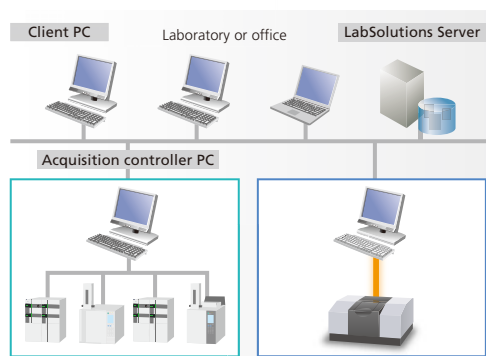 Client PC
Laboratory or office
LabSolutions Server
Acquisition controller PC